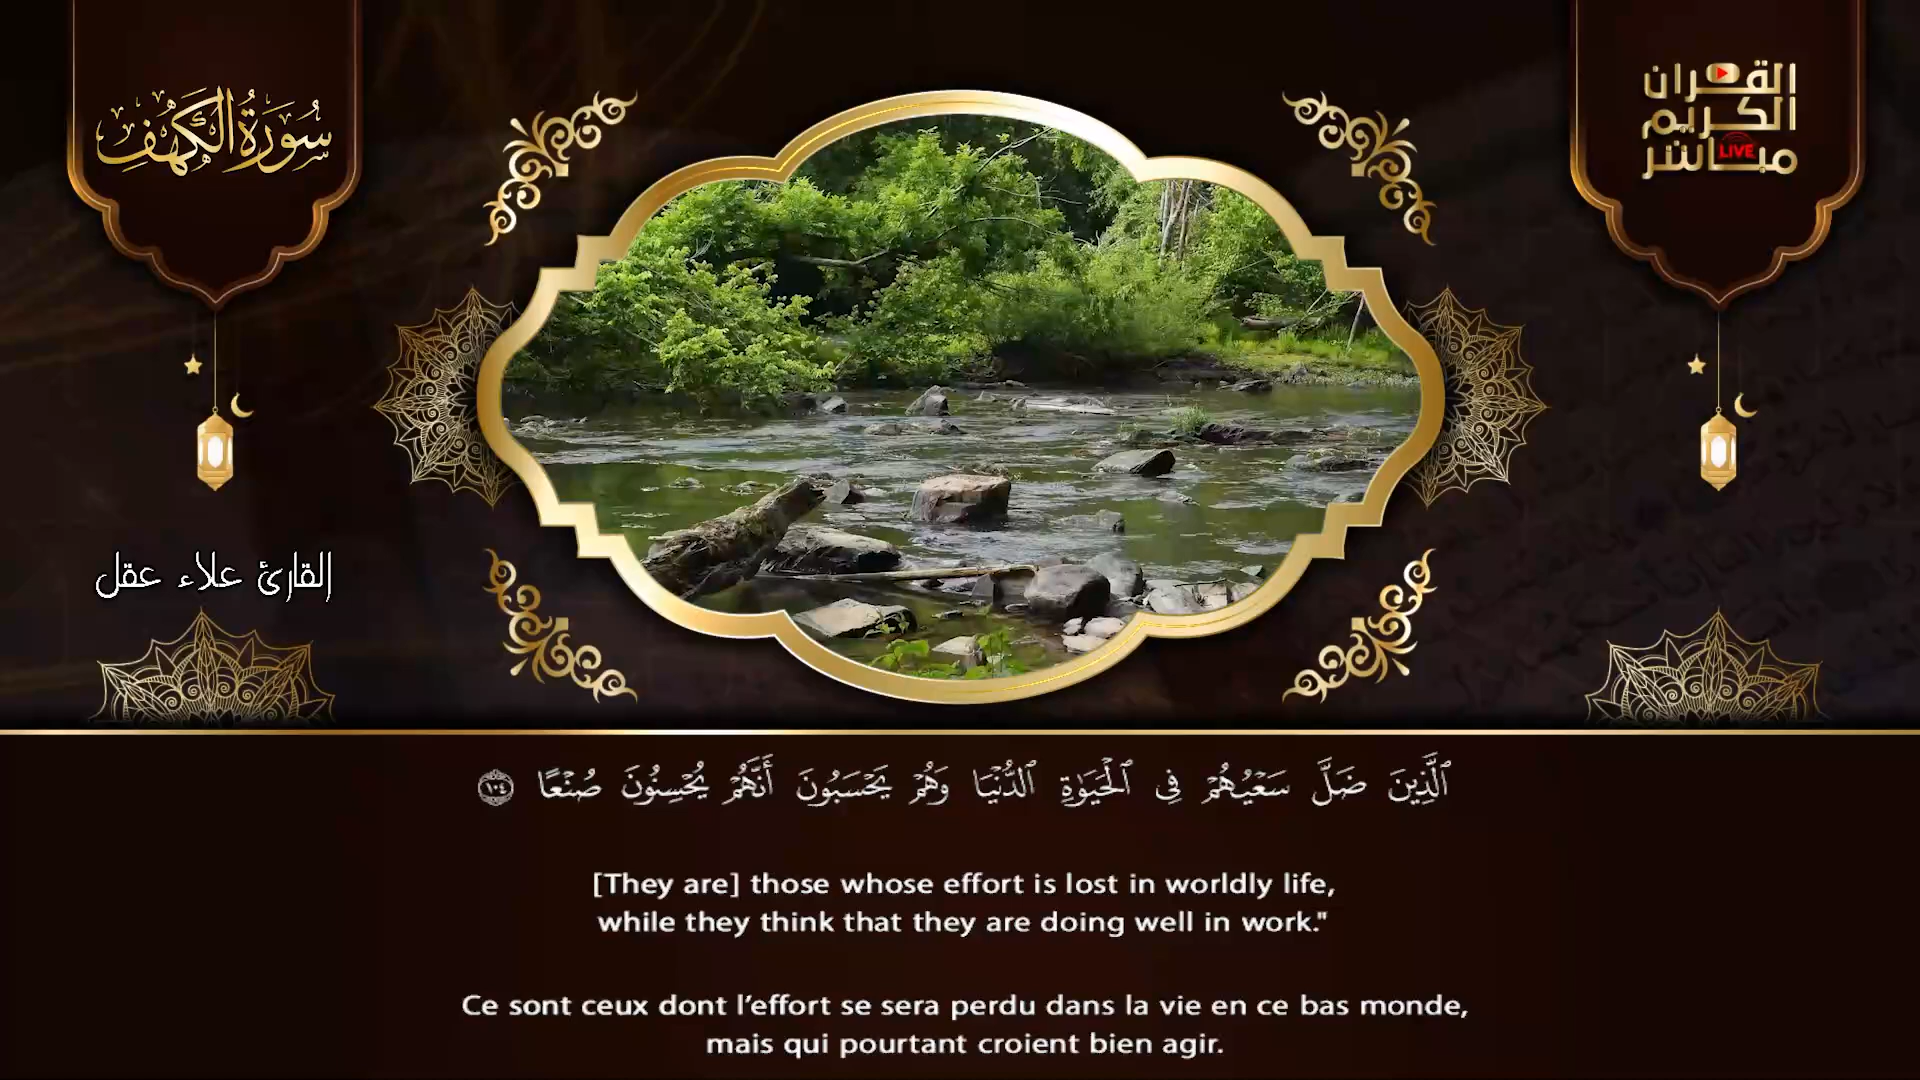 سُورَةُ الكَهْفِ
القرآن
الكريم
مباشر
LIVE
القارئ علاء عقل
ٱلَّذِينَ ضَلَّ سَعْيُهُمْ فِى ٱلْحَيَوٰةِ ٱلدُّنْيَا وَهُمْ يَحْسَبُونَ أَنَّهُمْ يُحْسِنُونَ صُنْعًا ١٠٤
[They are] those whose effort is lost in worldly life,
while they think that they are doing well in work."
Ce sont ceux dont l’effort se sera perdu dans la vie en ce bas monde,
mais qui pourtant croient bien agir.